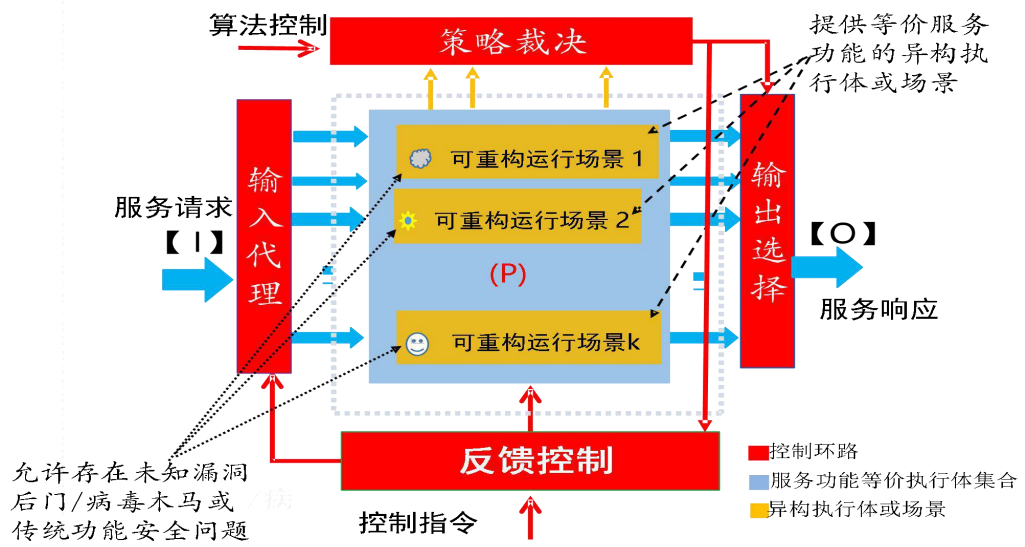 算法控制
策略裁决
提供等价服务
功能的异构执
行体或场景
输入代理
可重构运行场景 1
可重构运行场景 2
(P)
可重构运行场景k
输出选择
服务请求
【 I 】
【O】
服务响应
反馈控制
控制指令
允许存在未知漏洞
后门/病毒木马或
传统功能安全问题
控制环路
服务功能等价执行体集合
异构执行体或场景